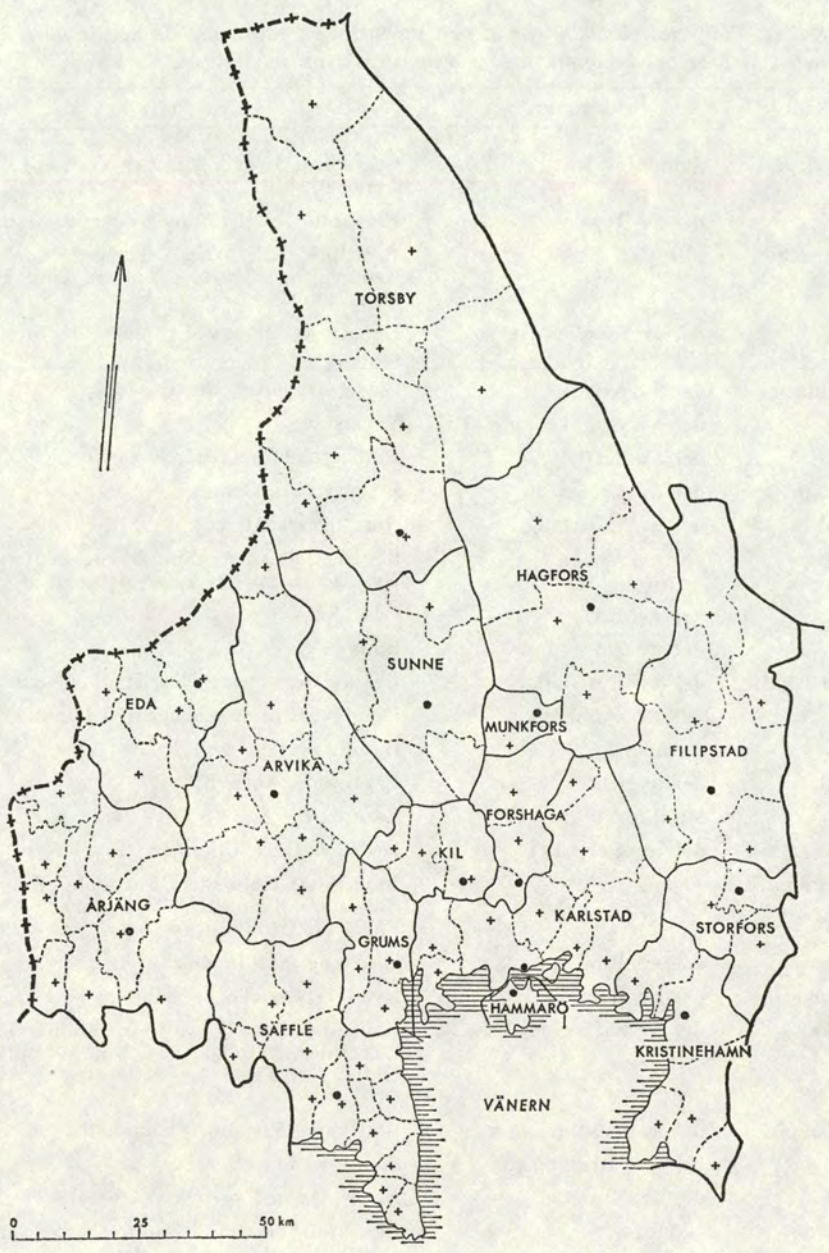 TORSBY
HAGFORS
SUNNE
EDA
MUNKFORS
FILIPSTAD
ARVIKA
FORSHAGA
KIL
ÅRJÄNG
KARLSTAD
STORFORS
GRUMS
HAMMARÖ
SÄFFLE
KRISTINEHAMN
VÄNERN
0 25 50 km